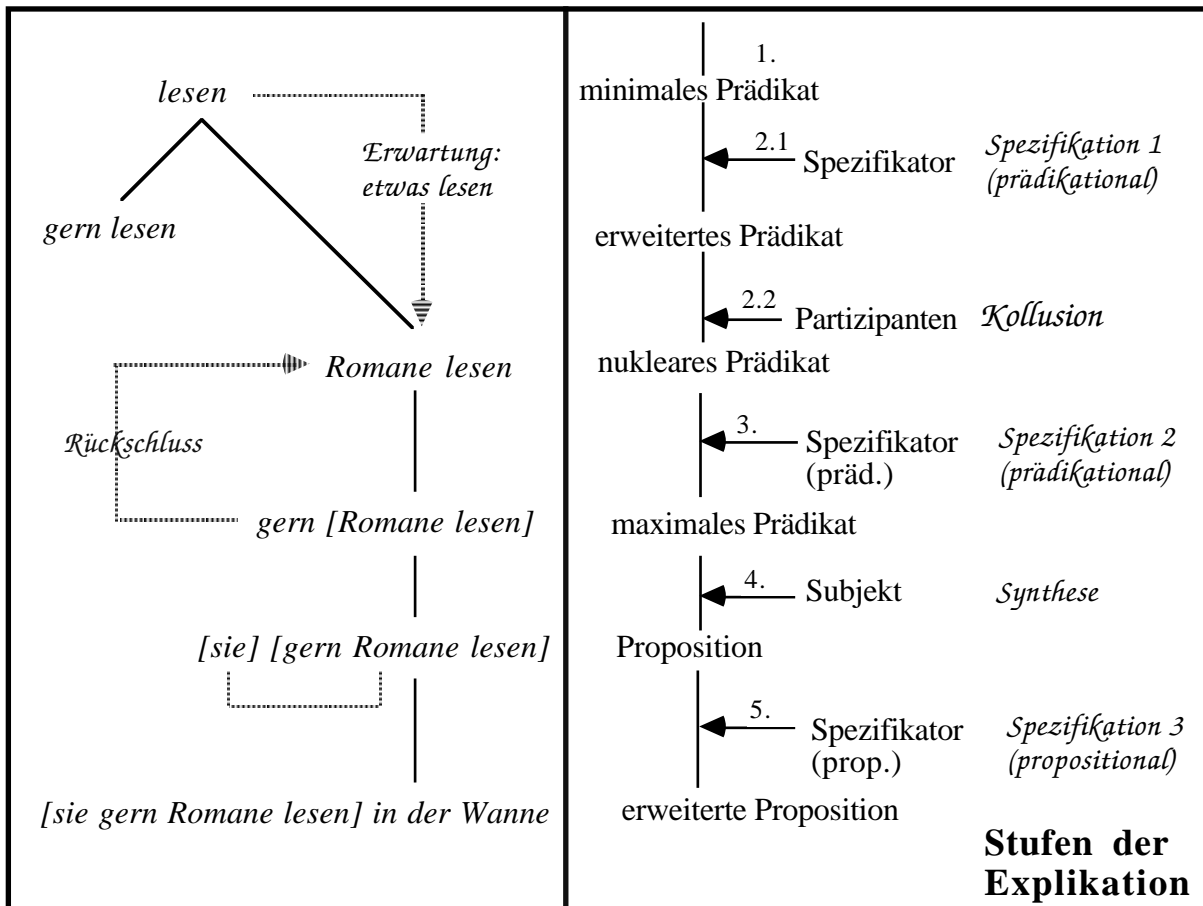 lesen
Erwartung:
etwas lesen
gern lesen
Romane lesen
Rückschluss
gern [Romane lesen]
[sie] [gern Romane lesen]
[sie gern Romane lesen] in der Wanne
1.
minimales Prädikat
2.1
Spezifikator
Spezifikation 1
(prädikational)
erweitertes Prädikat
2.2
Partizipanten
Kollusion
nukleares Prädikat
3.
Spezifikator
(präd.)
Spezifikation 2
(prädikational)
maximales Prädikat
4.
Subjekt
Synthese
Proposition
5.
Spezifikator
(prop.)
Spezifikation 3
(propositional)
erweiterte Proposition
Stufen der
Explikation